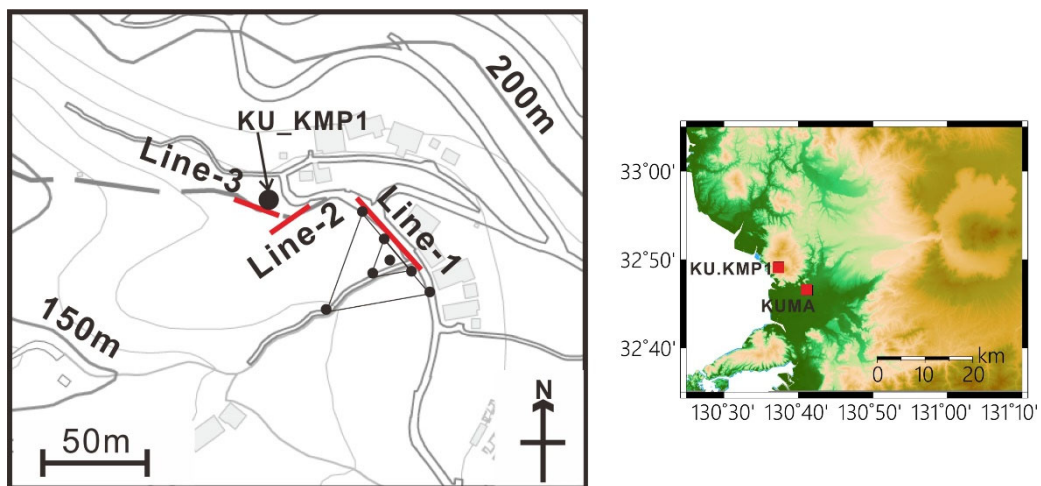 200m
KU_KMP1
Line-3
Line-2
Line-1
150m
50m
N
33°00'
32°50'
32°40'
KU.KMP1
KUMA
km
0 10 20
130°30' 130°40' 130°50' 131°00' 131°10'